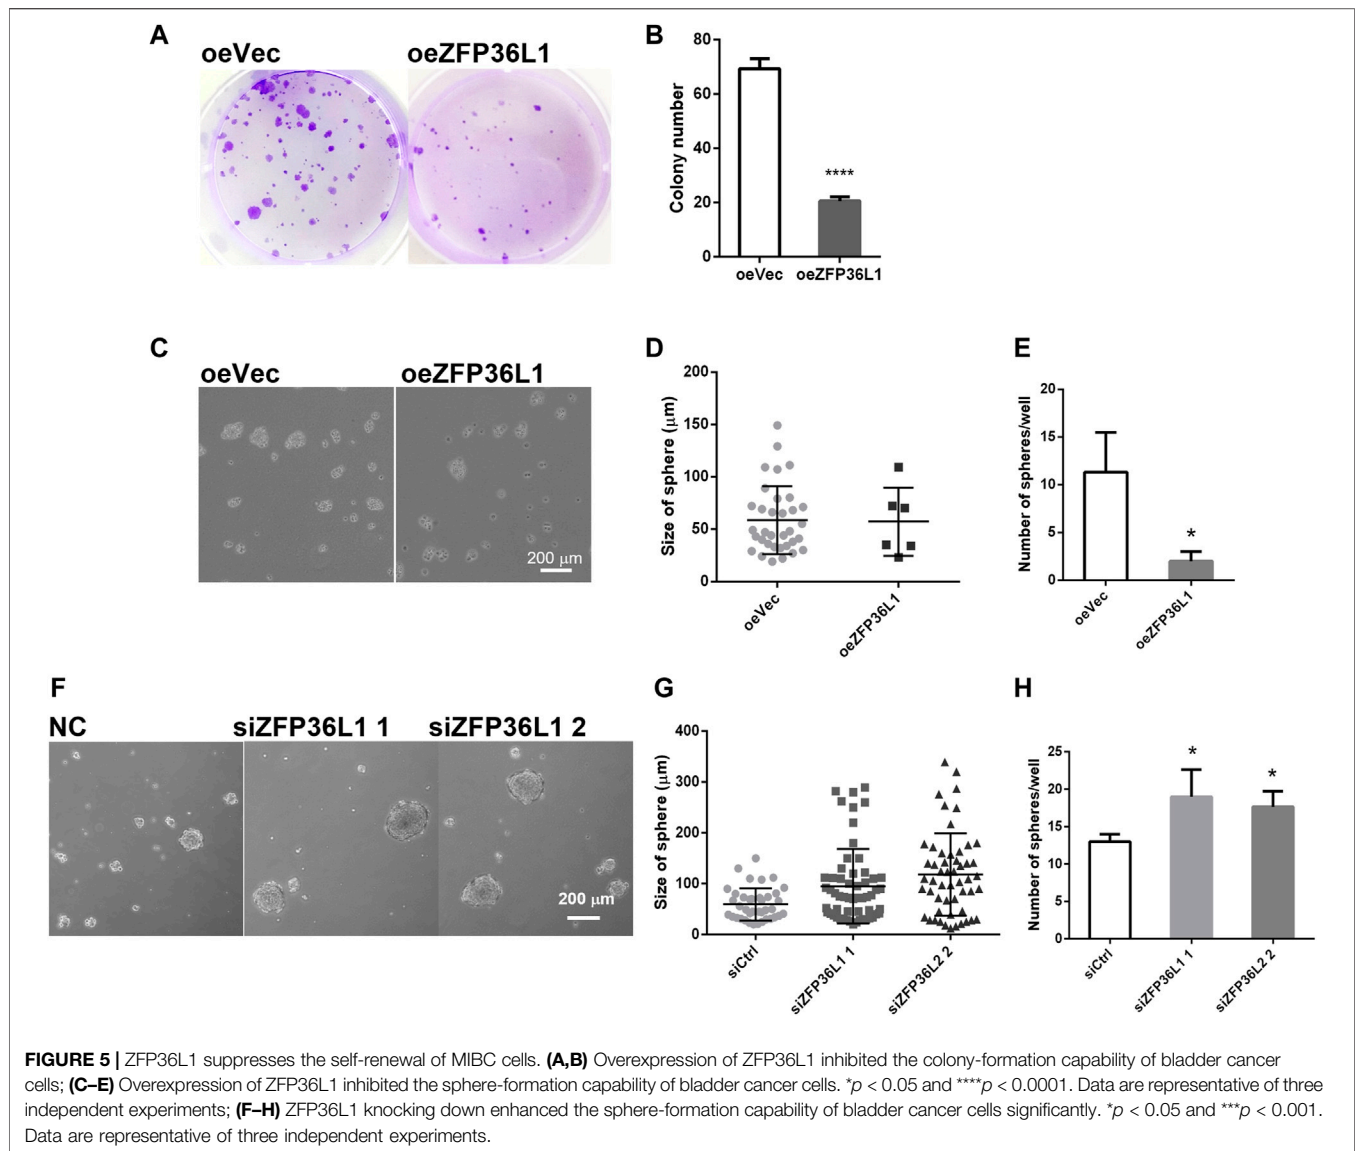 A
oeVec
oeZFP36L1
B
Colony number
80
60
40
20
0
****
oeVec
oeZFP36L1
C
oeVec
oeZFP36L1
200 μm
D
Size of sphere (μm)
200
150
100
50
0
oeVec
oeZFP36L1
E
Number of spheres/well
20
15
10
5
0
*
oeVec
oeZFP36L1
F
NC
siZFP36L1 1
siZFP36L1 2
200 μm
G
Size of sphere (μm)
400
300
200
100
0
siCtrl
siZFP36L1 1
siZFP36L2 2
H
Number of spheres/well
25
20
15
10
5
0
*
*
siCtrl
siZFP36L1 1
siZFP36L2 2
FIGURE 5 | ZFP36L1 suppresses the self-renewal of MIBC cells. (A,B) Overexpression of ZFP36L1 inhibited the colony-formation capability of bladder cancer
cells; (C–E) Overexpression of ZFP36L1 inhibited the sphere-formation capability of bladder cancer cells. *p < 0.05 and ****p < 0.0001. Data are representative of three
independent experiments; (F–H) ZFP36L1 knocking down enhanced the sphere-formation capability of bladder cancer cells significantly. *p < 0.05 and ***p < 0.001.
Data are representative of three independent experiments.